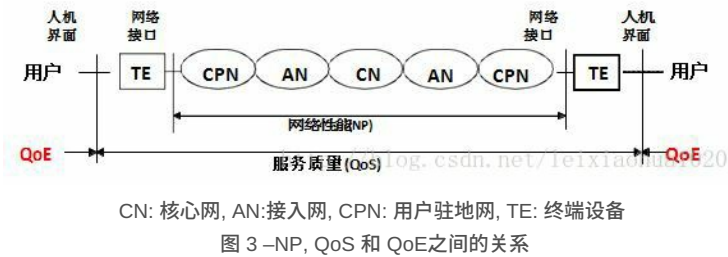 人机
界面
网络
接口
网络
接口
人机
界面
用户
TE
CPN
AN
CN
AN
CPN
TE
用户
网络性能(NP)
QoE
服务质量(QoS)
QoE
CN: 核心网, AN:接入网, CPN: 用户驻地网, TE: 终端设备
图 3 –NP, QoS 和 QoE之间的关系